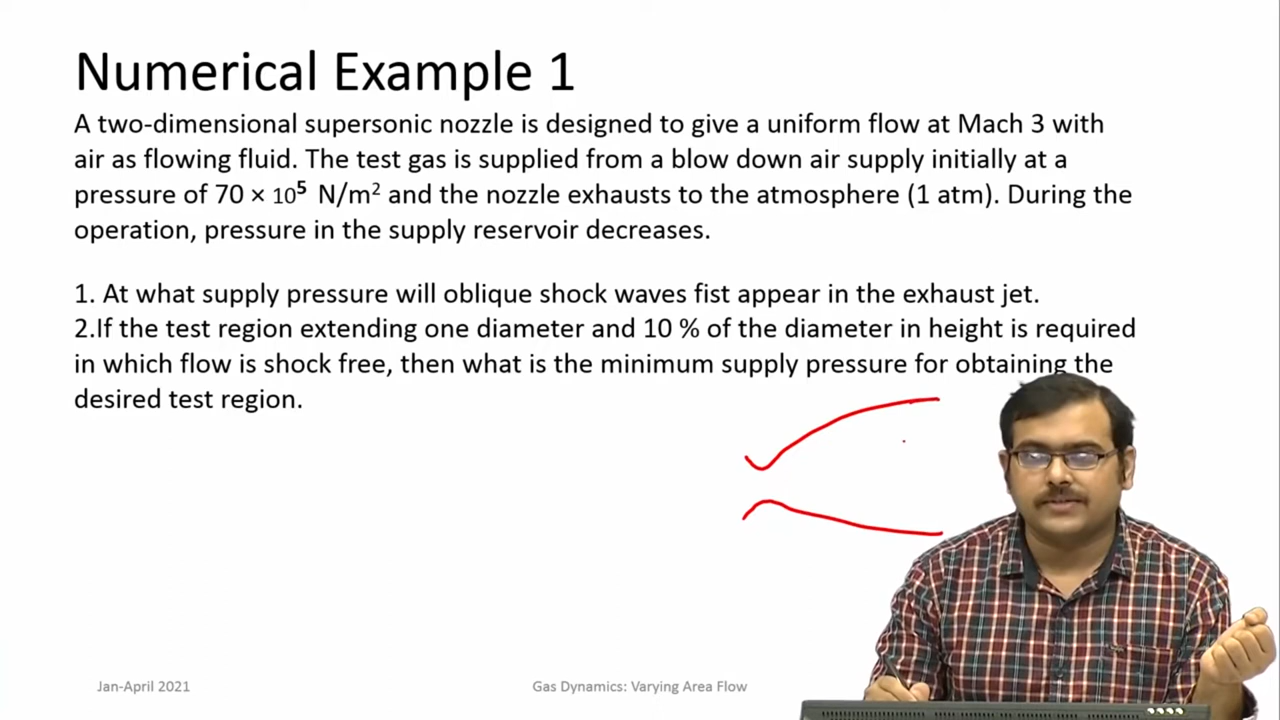 Numerical Example 1
A two-dimensional supersonic nozzle is designed to give a uniform flow at Mach 3 with
air as flowing fluid. The test gas is supplied from a blow down air supply initially at a
pressure of 70 × 10⁵ N/m² and the nozzle exhausts to the atmosphere (1 atm). During the
operation, pressure in the supply reservoir decreases.
1. At what supply pressure will oblique shock waves fist appear in the exhaust jet.
2.If the test region extending one diameter and 10 % of the diameter in height is required
in which flow is shock free, then what is the minimum supply pressure for obtaining the
desired test region.
Jan-April 2021
Gas Dynamics: Varying Area Flow